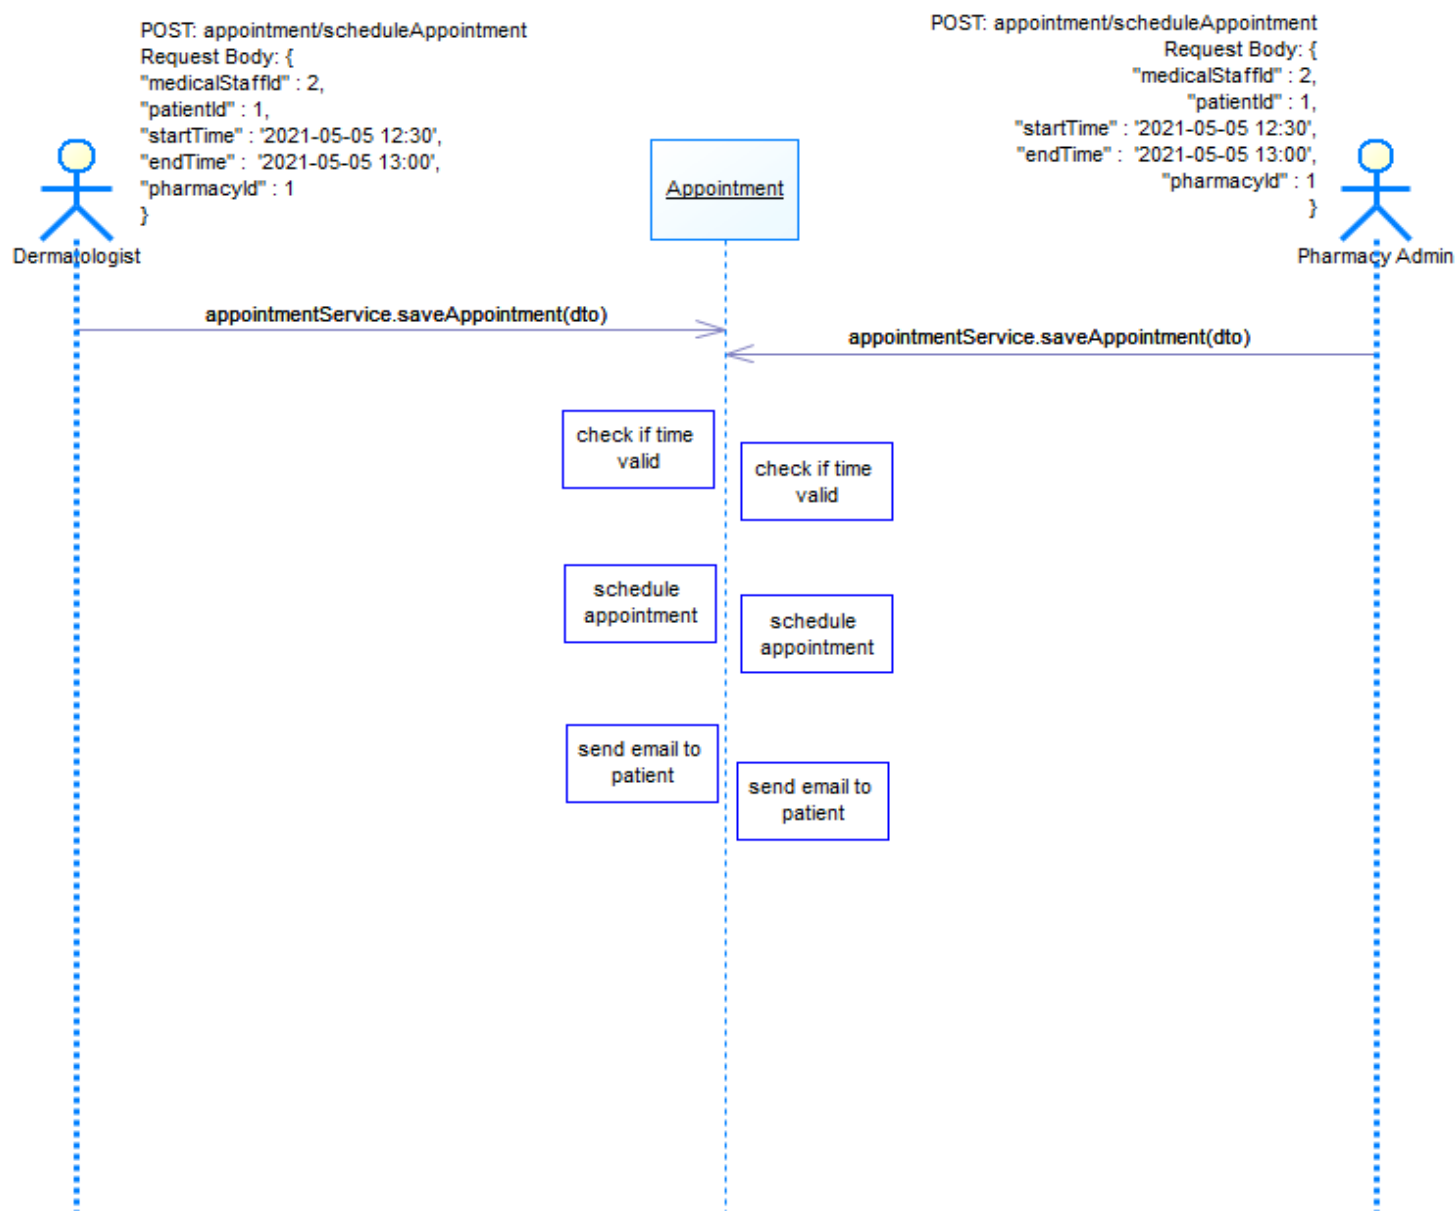 POST: appointment/scheduleAppointment
Request Body: {
"medicalStaffId" : 2,
"patientId" : 1,
"startTime" : '2021-05-05 12:30',
"endTime" :  '2021-05-05 13:00',
"pharmacyId" : 1
}
Dermatologist
Appointment
POST: appointment/scheduleAppointment
Request Body: {
"medicalStaffId" : 2,
"patientId" : 1,
"startTime" : '2021-05-05 12:30',
"endTime" :  '2021-05-05 13:00',
"pharmacyId" : 1
}
Pharmacy Admin
appointmentService.saveAppointment(dto)
appointmentService.saveAppointment(dto)
check if time
valid
check if time
valid
schedule
appointment
schedule
appointment
send email to
patient
send email to
patient